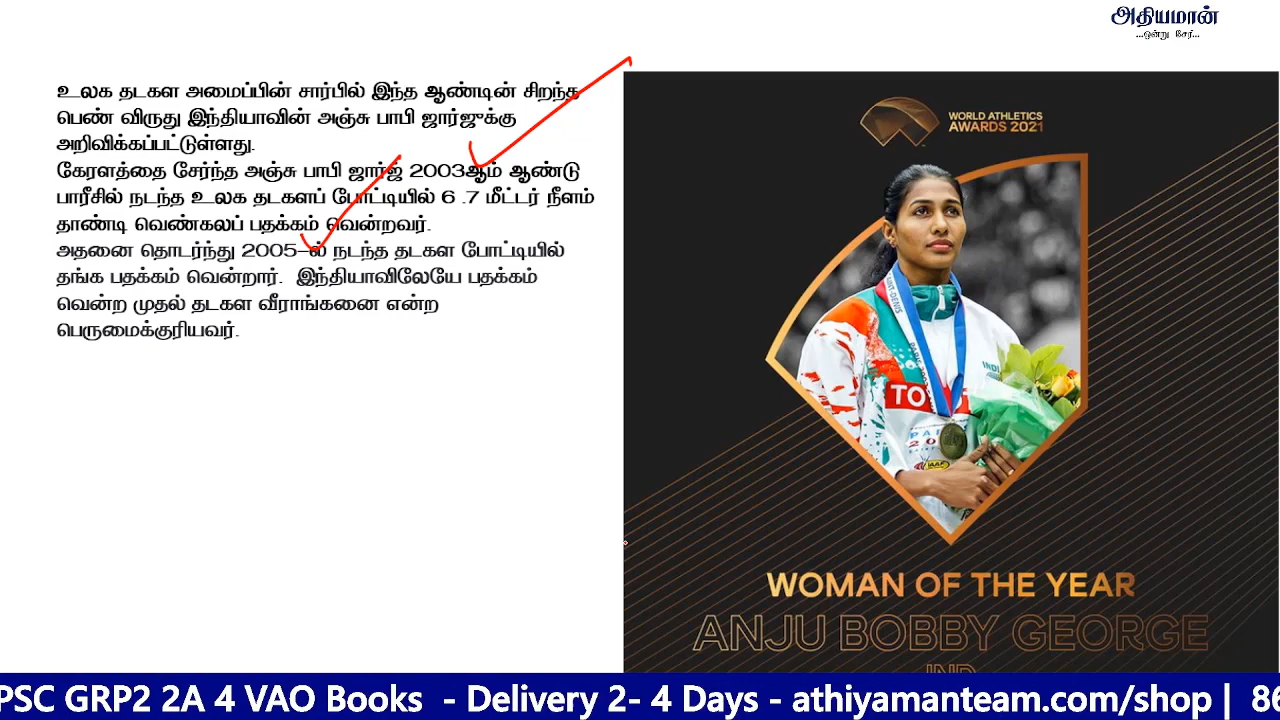 அதியமான்
...ஒன்று சேர்...
உலக தடகள அமைப்பின் சார்பில் இந்த ஆண்டின் சிறந்த
பெண் விருது இந்தியாவின் அஞ்சு பாபி ஜார்ஜுக்கு
அறிவிக்கப்பட்டுள்ளது.
கேரளத்தை சேர்ந்த அஞ்சு பாபி ஜார்ஜ் 2003ஆம் ஆண்டு
பாரீசில் நடந்த உலக தடகளப் போட்டியில் 6 .7 மீட்டர் நீளம்
தாண்டி வெண்கலப் பதக்கம் வென்றவர்.
அதனை தொடர்ந்து 2005-ல் நடந்த தடகள போட்டியில்
தங்க பதக்கம் வென்றார். இந்தியாவிலேயே பதக்கம்
வென்ற முதல் தடகள வீராங்கனை என்ற
பெருமைக்குரியவர்.
WORLD ATHLETICS
AWARDS 2021
INDI
TO
WOMAN OF THE YEAR
ANJU BOBBY GEORGE
IND
PSC GRP2 2A 4 VAO Books - Delivery 2- 4 Days - athiyamanteam.com/shop | 86